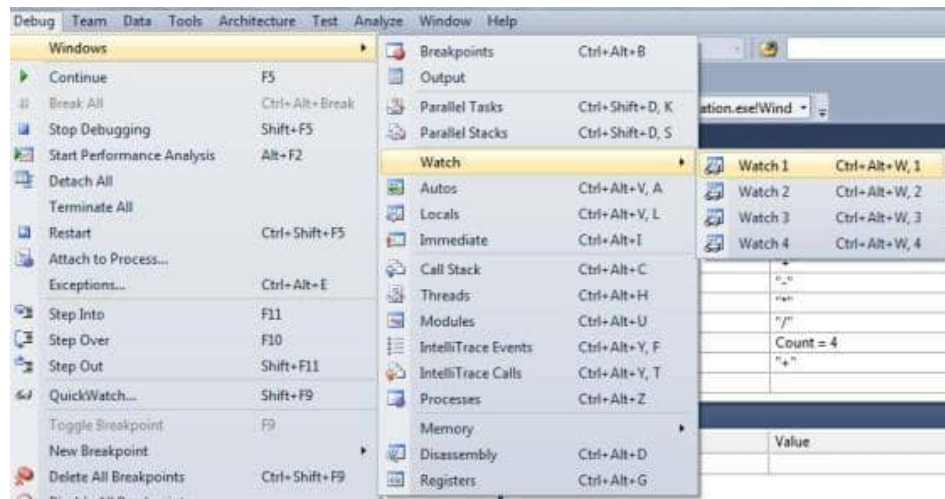 Debug Team Data Tools Architecture Test Analyze Window Help
Windows
Continue F5
Break All Ctrl+Alt+Break
Stop Debugging Shift+F5
Start Performance Analysis Alt+F2
Detach All
Terminate All
Restart Ctrl+Shift+F5
Attach to Process...
Exceptions... Ctrl+Alt+E
Step Into F11
Step Over F10
Step Out Shift+F11
QuickWatch... Shift+F9
Toggle Breakpoint F9
New Breakpoint
Delete All Breakpoints Ctrl+Shift+F9
Breakpoints Ctrl+Alt+B
Output
Parallel Tasks Ctrl+Shift+D, K
Parallel Stacks Ctrl+Shift+D, S
Watch
Autos Ctrl+Alt+V, A
Locals Ctrl+Alt+V, L
Immediate Ctrl+Alt+I
Call Stack Ctrl+Alt+C
Threads Ctrl+Alt+H
Modules Ctrl+Alt+U
IntelliTrace Events Ctrl+Alt+Y, F
IntelliTrace Calls Ctrl+Alt+Y, T
Processes Ctrl+Alt+Z
Memory
Disassembly Ctrl+Alt+D
Registers Ctrl+Alt+G
ation.exe!Wind
Watch 1 Ctrl+Alt+W, 1
Watch 2 Ctrl+Alt+W, 2
Watch 3 Ctrl+Alt+W, 3
Watch 4 Ctrl+Alt+W, 4
"-"
"*"
"/"
Count = 4
"+"
Value